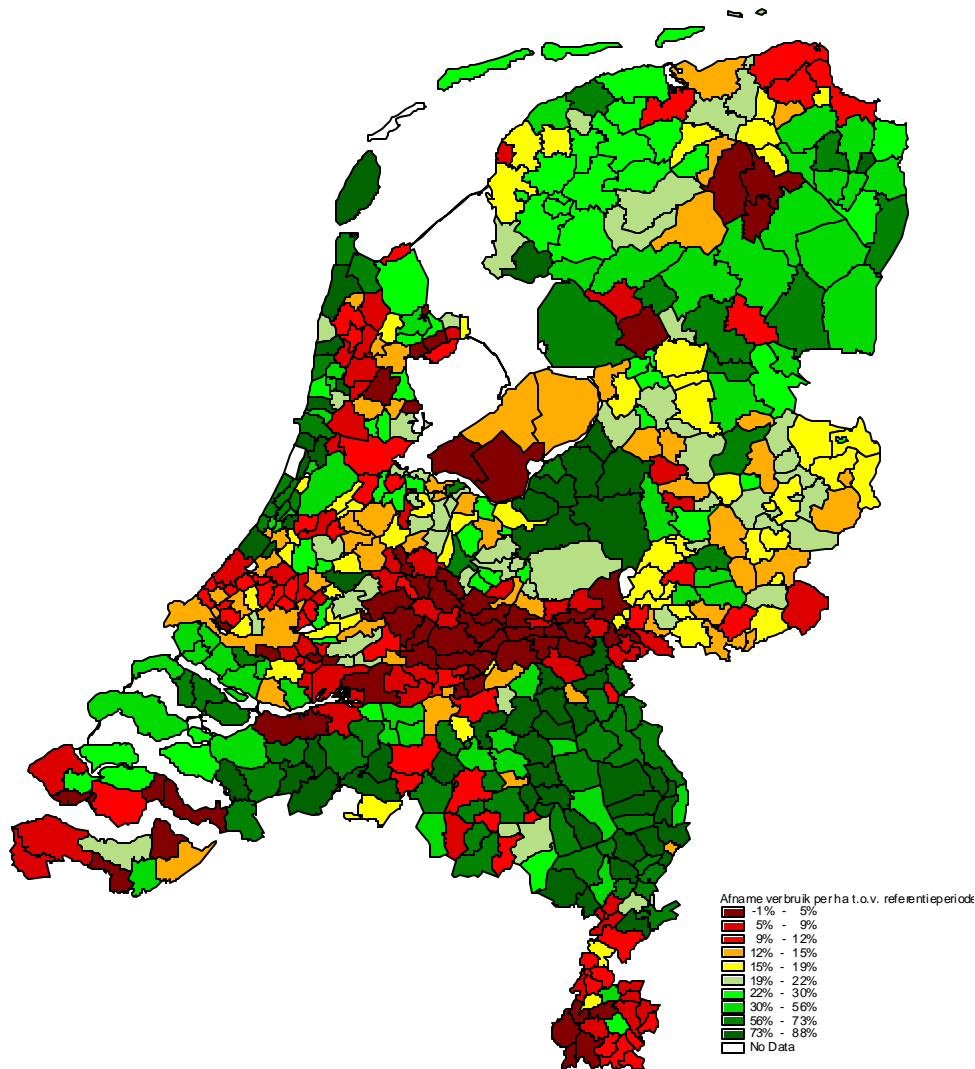 Afname verbruik per ha t.o.v. referentieperiode
-1% - 5%
5% - 9%
9% - 12%
12% - 15%
15% - 19%
19% - 22%
22% - 30%
30% - 56%
56% - 73%
73% - 88%
No Data